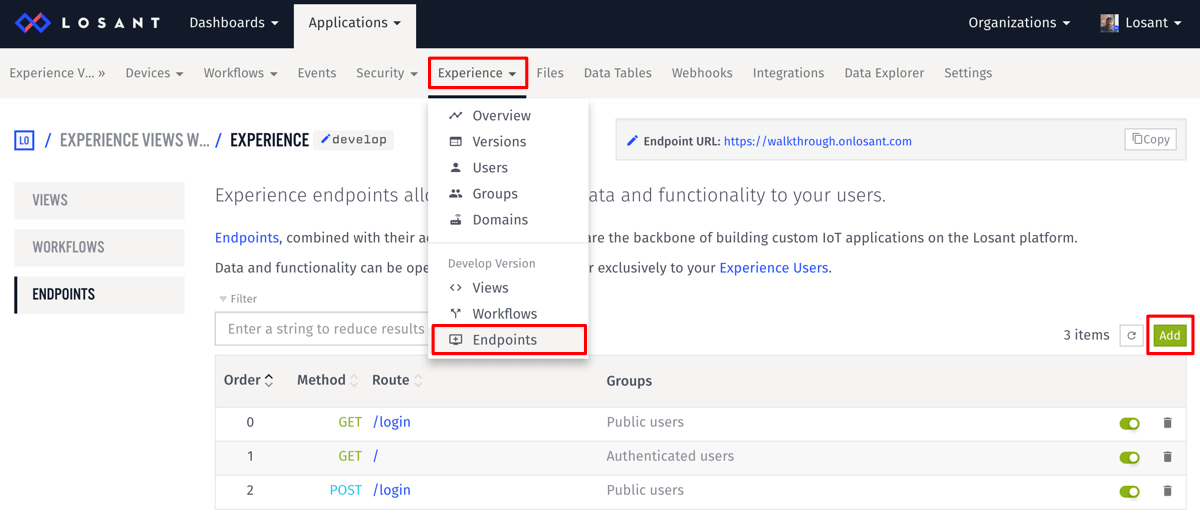 LOSANT Dashboards Applications Organizations Losant
Experience V... » Devices Workflows Events Security Experience Files Data Tables Webhooks Integrations Data Explorer Settings
Overview
Versions
Users
Groups
Domains
Develop Version
Views
Workflows
Endpoints
LO / EXPERIENCE VIEWS W... / EXPERIENCE develop
Endpoint URL: https://walkthrough.onlosant.com Copy
VIEWS
WORKFLOWS
ENDPOINTS
Experience endpoints allo ata and functionality to your users.
Endpoints, combined with their a are the backbone of building custom IoT applications on the Losant platform.
Data and functionality can be ope r exclusively to your Experience Users.
Filter
Enter a string to reduce results
3 items Add
Order Method Route Groups
0 GET /login Public users
1 GET / Authenticated users
2 POST /login Public users